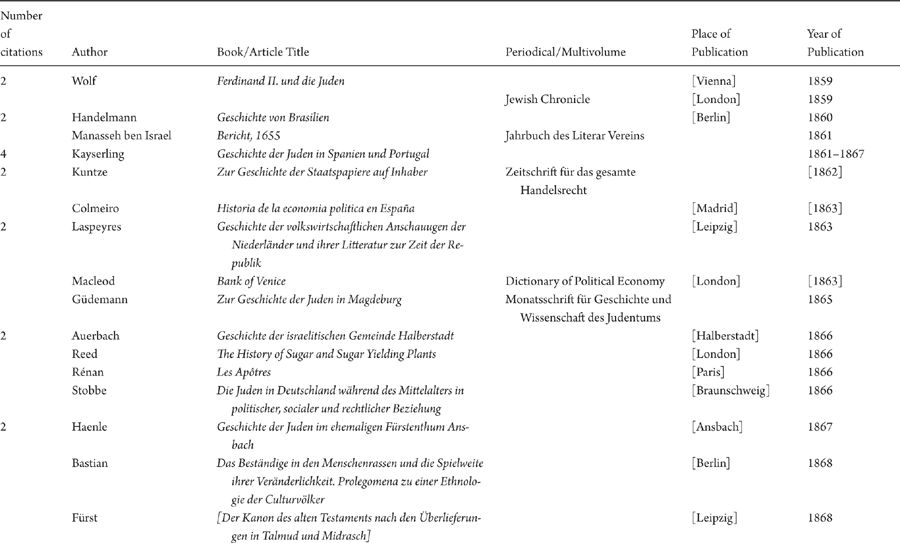 Number
of
citations Author Book/Article Title Periodical/Multivolume Place of
Publication Year of
Publication
2 Wolf Ferdinand II. und die Juden [Vienna] 1859
Jewish Chronicle [London] 1859
2 Handelmann Geschichte von Brasilien [Berlin] 1860
Manasseh ben Israel Bericht, 1655 Jahrbuch des Literar Vereins 1861
4 Kayserling Geschichte der Juden in Spanien und Portugal 1861–1867
2 Kuntze Zur Geschichte der Staatspapiere auf Inhaber Zeitschrift für das gesamte
Handelsrecht [1862]
Colmeiro Historia de la economia politica en España [Madrid] [1863]
2 Laspeyres Geschichte der volkswirtschaftlichen Anschauugen der
Niederländer und ihrer Litteratur zur Zeit der Re-
publik [Leipzig] 1863
Macleod Bank of Venice Dictionary of Political Economy [London] [1863]
Güdemann Zur Geschichte der Juden in Magdeburg Monatsschrift für Geschichte und
Wissenschaft des Judentums 1865
2 Auerbach Geschichte der israelitischen Gemeinde Halberstadt [Halberstadt] 1866
Reed The History of Sugar and Sugar Yielding Plants [London] 1866
Rénan Les Apôtres [Paris] 1866
Stobbe Die Juden in Deutschland während des Mittelalters in
politischer, socialer und rechtlicher Beziehung [Braunschweig] 1866
2 Haenle Geschichte der Juden im ehemaligen Fürstenthum Ans-
bach [Ansbach] 1867
Bastian Das Beständige in den Menschenrassen und die Spielweite
ihrer Veränderlichkeit. Prolegomena zu einer Ethnolo-
gie der Culturvölker [Berlin] 1868
Fürst [Der Kanon des alten Testaments nach den Überlieferun-
gen in Talmud und Midrasch] [Leipzig] 1868